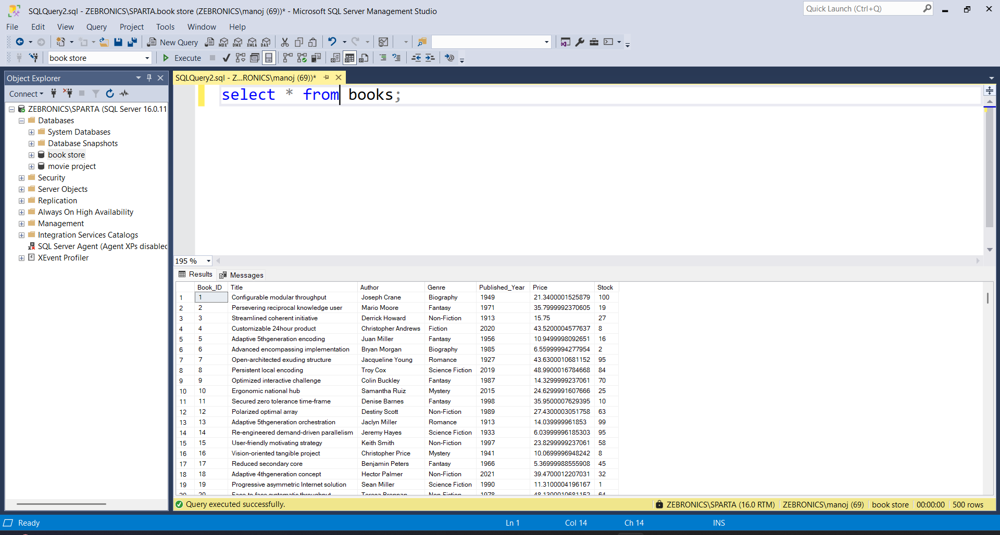 SQLQuery2.sql - ZEBRONICS\SPARTA.book store (ZEBRONICS\manoj (69))* - Microsoft SQL Server Management Studio
Quick Launch (Ctrl+Q)
File Edit View Query Project Tools Window Help
New Query MDX DMX XMLA DAX
book store Execute
Object Explorer
Connect
ZEBRONICS\SPARTA (SQL Server 16.0.11
Databases
System Databases
Database Snapshots
book store
movie project
Security
Server Objects
Replication
Always On High Availability
Management
Integration Services Catalogs
SQL Server Agent (Agent XPs disabled
XEvent Profiler
SQLQuery2.sql - Z...RONICS\manoj (69))*
select * from books;
195 %
Results Messages
Book_ID Title Author Genre Published_Year Price Stock
1 1 Configurable modular throughput Joseph Crane Biography 1949 21.3400001525879 100
2 2 Persevering reciprocal knowledge user Mario Moore Fantasy 1971 35.7999992370605 19
3 3 Streamlined coherent initiative Derrick Howard Non-Fiction 1913 15.75 27
4 4 Customizable 24hour product Christopher Andrews Fiction 2020 43.5200004577637 8
5 5 Adaptive 5thgeneration encoding Juan Miller Fantasy 1956 10.9499998092651 16
6 6 Advanced encompassing implementation Bryan Morgan Biography 1985 6.55999994277954 2
7 7 Open-architected exuding structure Jacqueline Young Romance 1927 43.6300010681152 95
8 8 Persistent local encoding Troy Cox Science Fiction 2019 48.9900016784668 84
9 9 Optimized interactive challenge Colin Buckley Fantasy 1987 14.3299999237061 70
10 10 Ergonomic national hub Samantha Ruiz Mystery 2015 24.6299991607666 25
11 11 Secured zero tolerance time-frame Denise Barnes Fantasy 1998 35.9500007629395 10
12 12 Polarized optimal array Destiny Scott Non-Fiction 1989 27.4300003051758 63
13 13 Adaptive 5thgeneration orchestration Jaclyn Miller Romance 1913 14.039999961853 99
14 14 Re-engineered demand-driven parallelism Jeremy Hayes Science Fiction 1933 6.03999996185303 95
15 15 User-friendly motivating strategy Keith Smith Non-Fiction 1997 23.8299999237061 58
16 16 Vision-oriented tangible project Christopher Price Mystery 1941 10.0699996948242 8
17 17 Reduced secondary core Benjamin Peters Fantasy 1966 5.36999988555908 45
18 18 Adaptive 4thgeneration concept Hector Palmer Non-Fiction 2021 39.4700012207031 32
19 19 Progressive asymmetric Internet solution Sean Miller Science Fiction 1990 11.3100004196167 1
20 20 Face-to-face systematic throughput Teresa Brennan Non-Fiction 1978 48.1300010681152 64
Query executed successfully. ZEBRONICS\SPARTA (16.0 RTM) ZEBRONICS\manoj (69) book store 00:00:00 500 rows
Ready Ln 1 Col 14 Ch 14 INS